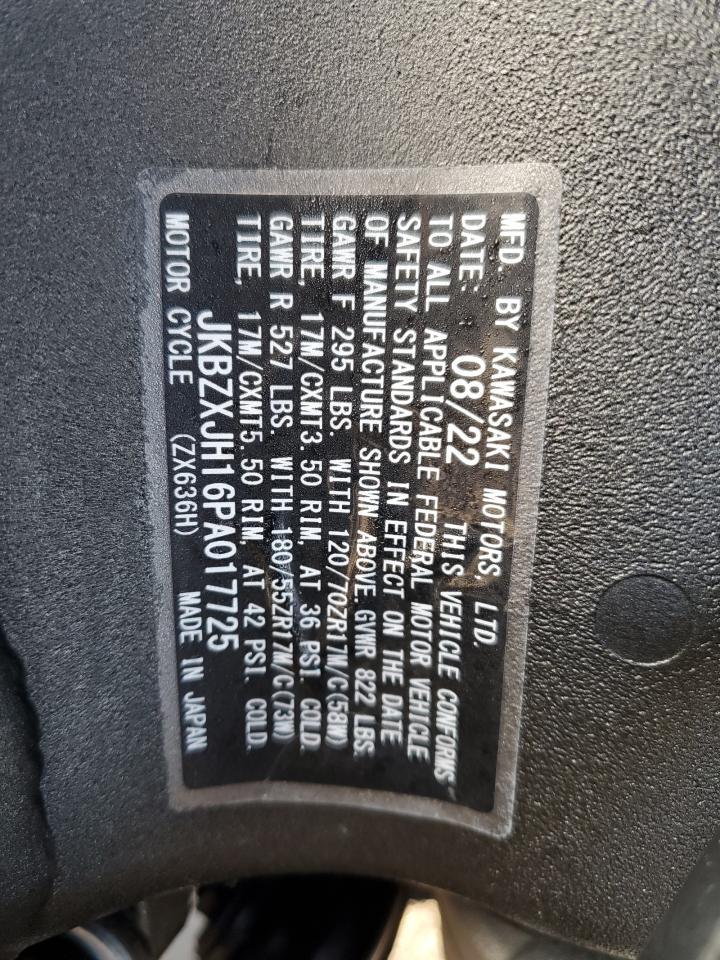 MFD. BY KAWASAKI MOTORS, LTD.
DATE: 08/22 THIS VEHICLE CONFORMS
TO ALL APPLICABLE FEDERAL MOTOR VEHICLE
SAFETY STANDARDS IN EFFECT ON THE DATE
OF MANUFACTURE SHOWN ABOVE. GVWR 822 LBS.
GAWR F 295 LBS. WITH 120/70ZR17M/C(58W)
TIRE, 17M/CXMT3.50 RIM, AT 36 PSI. COLD.
GAWR R 527 LBS. WITH 180/55ZR17M/C(73W)
TIRE, 17M/CXMT5.50 RIM, AT 42 PSI. COLD.
JKBZXJH16PA017725
MOTOR CYCLE (ZX636H) MADE IN JAPAN